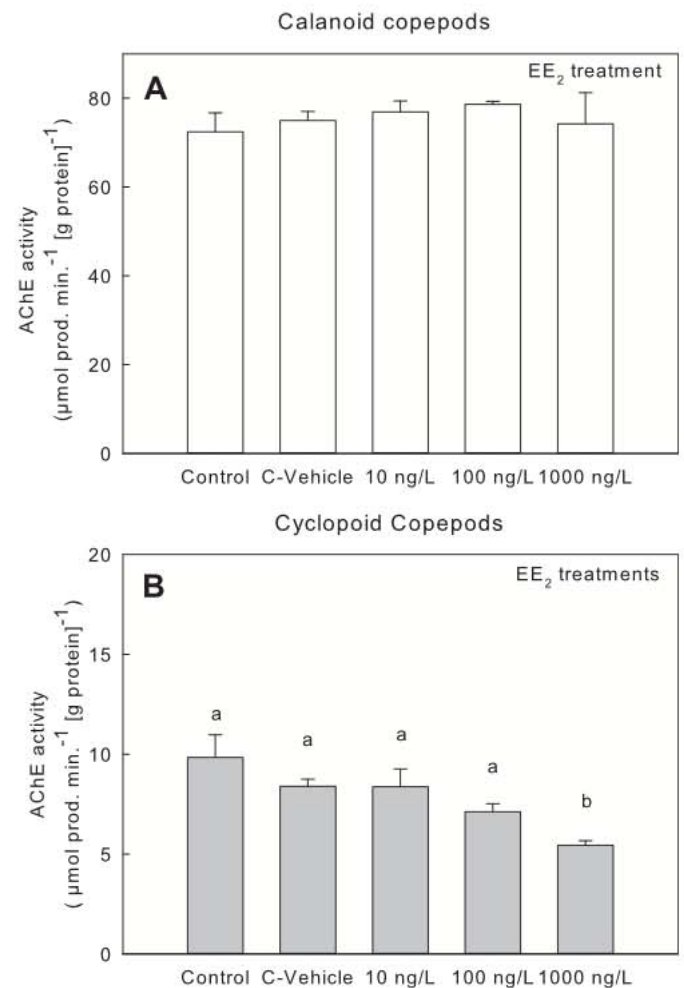 Calanoid copepods
A
EE₂ treatment
80
60
40
20
0
AChE activity
(µmol prod. min.⁻¹ [g protein]⁻¹)
Control C-Vehicle 10 ng/L 100 ng/L 1000 ng/L
Cyclopoid Copepods
B
EE₂ treatments
20
15
10
5
0
AChE activity
( µmol prod. min.⁻¹ [g protein]⁻¹)
a
a
a
a
b
Control C-Vehicle 10 ng/L 100 ng/L 1000 ng/L